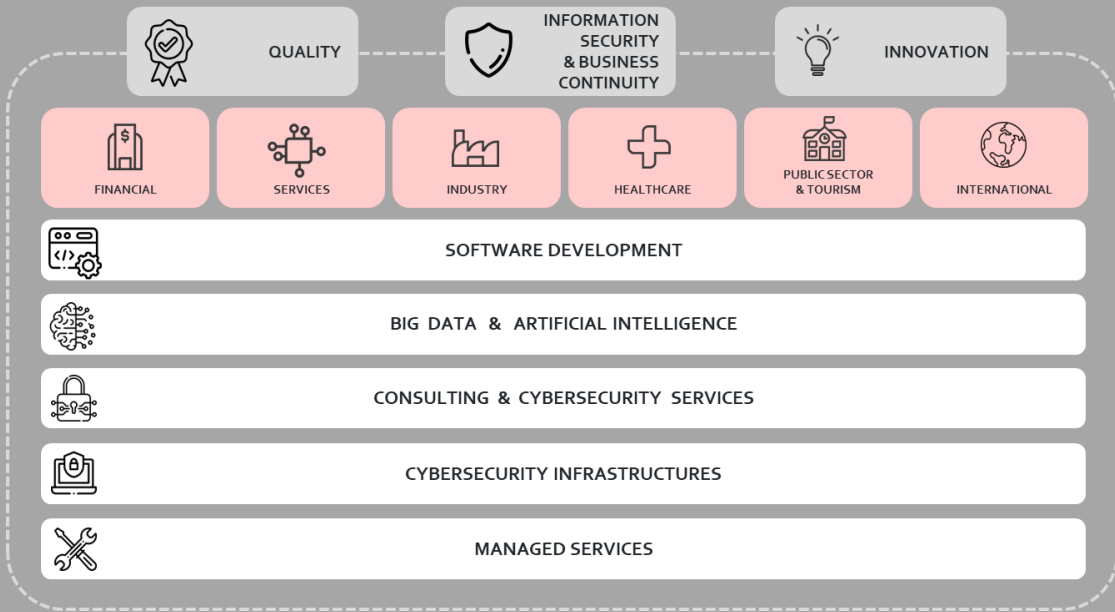 QUALITY
INFORMATION
SECURITY
& BUSINESS
CONTINUITY
INNOVATION
$
FINANCIAL
SERVICES
INDUSTRY
HEALTHCARE
PUBLIC SECTOR
& TOURISM
INTERNATIONAL
</>
SOFTWARE DEVELOPMENT
BIG DATA & ARTIFICIAL INTELLIGENCE
CONSULTING & CYBERSECURITY SERVICES
CYBERSECURITY INFRASTRUCTURES
MANAGED SERVICES